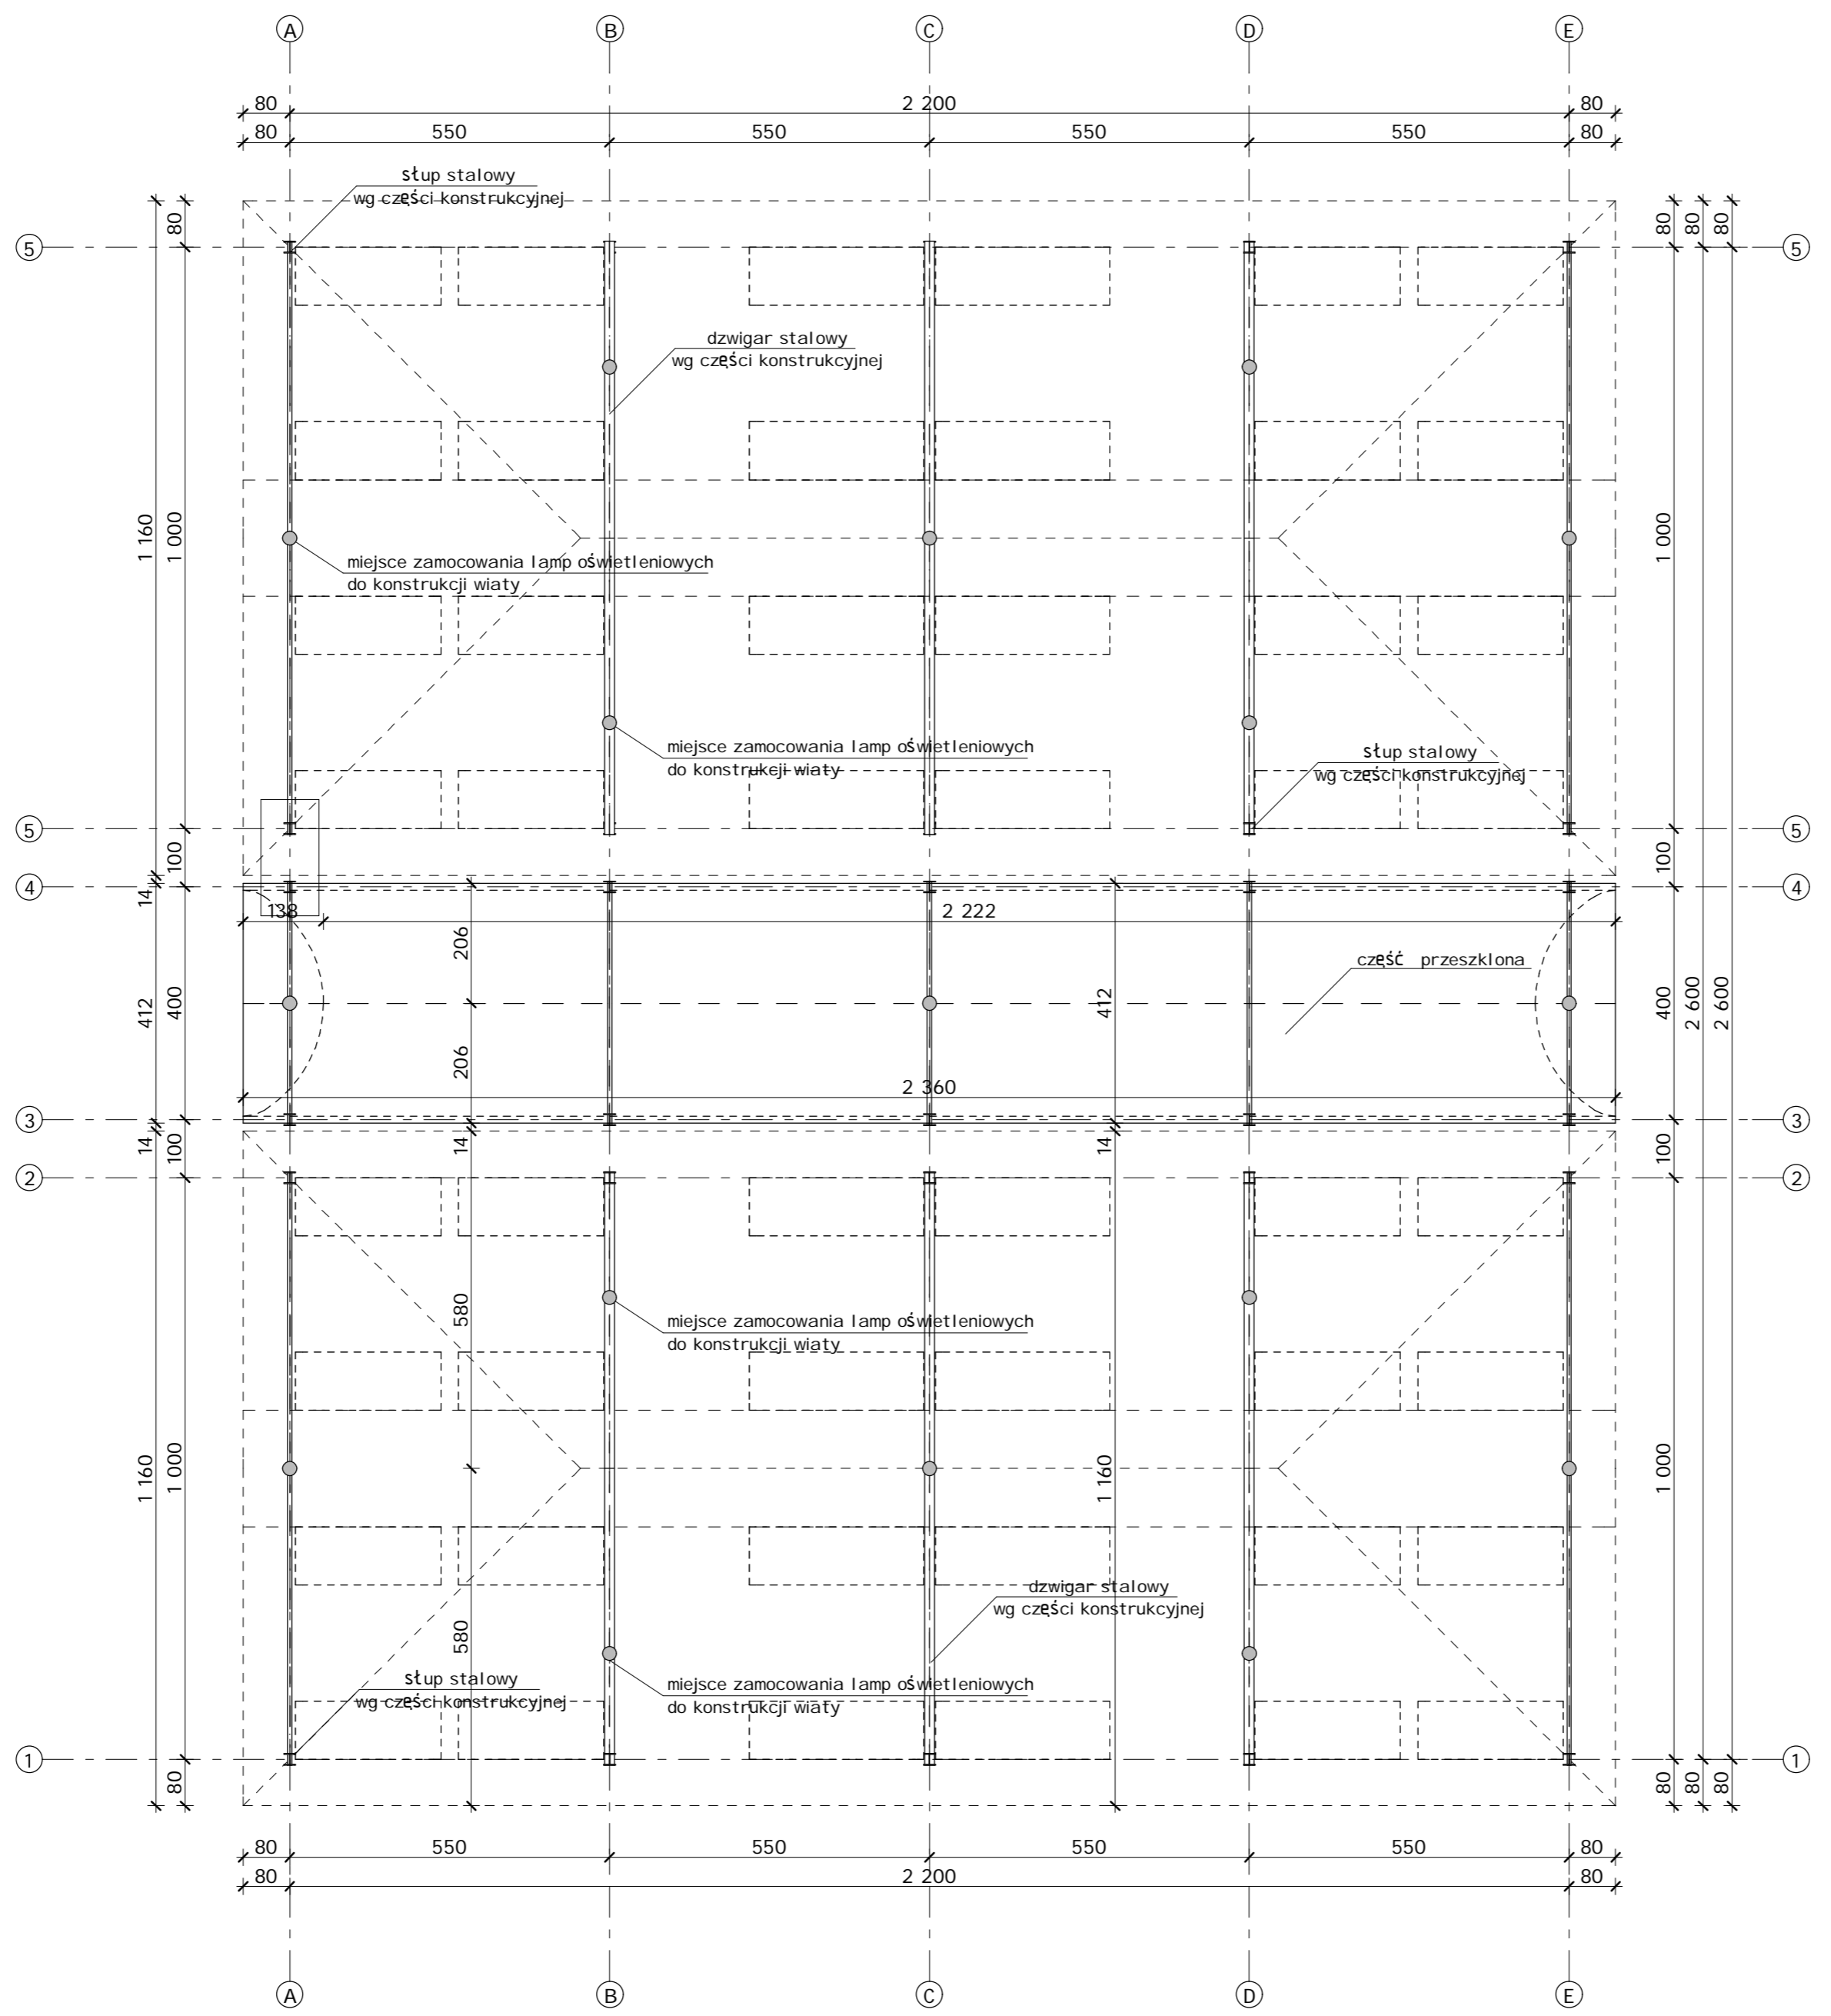 A B C D E
80 2 200 80
80 550 550 550 550 80
słup stalowy
wg części konstrukcyjnej
80 80 80 80
5 5
dzwigar stalowy
wg części konstrukcyjnej
1 160 1 000 1 000
miejsce zamocowania lamp oświetleniowych
do konstrukcji wiaty
miejsce zamocowania lamp oświetleniowych
do konstrukcji wiaty
słup stalowy
wg części konstrukcyjnej
5 5
100 100
4 4
14
138 2 222
206
część przeszklona
412 400 412 400 2 600 2 600
206
2 360
3 3
14 100 14 14 100
2 2
580
miejsce zamocowania lamp oświetleniowych
do konstrukcji wiaty
1 160 1 000 1 160 1 000
dzwigar stalowy
wg części konstrukcyjnej
580
słup stalowy
wg części konstrukcyjnej
miejsce zamocowania lamp oświetleniowych
do konstrukcji wiaty
1 1
80 80 80 80
80 550 550 550 550 80
80 2 200 80
A B C D E